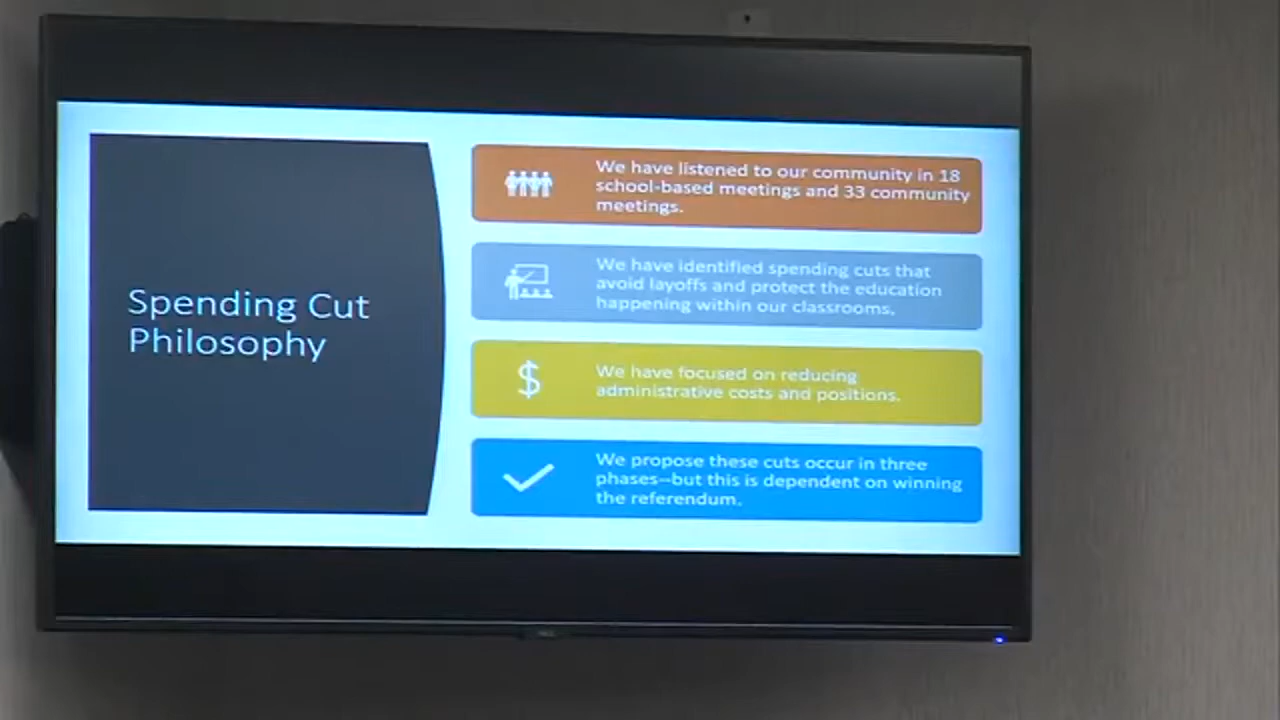 Spending Cut
Philosophy
We have listened to our community in 18
school-based meetings and 33 community
meetings.
We have identified spending cuts that
avoid layoffs and protect the education
happening within our classrooms.
$
We have focused on reducing
administrative costs and positions.
We propose these cuts occur in three
phases--but this is dependent on winning
the referendum.